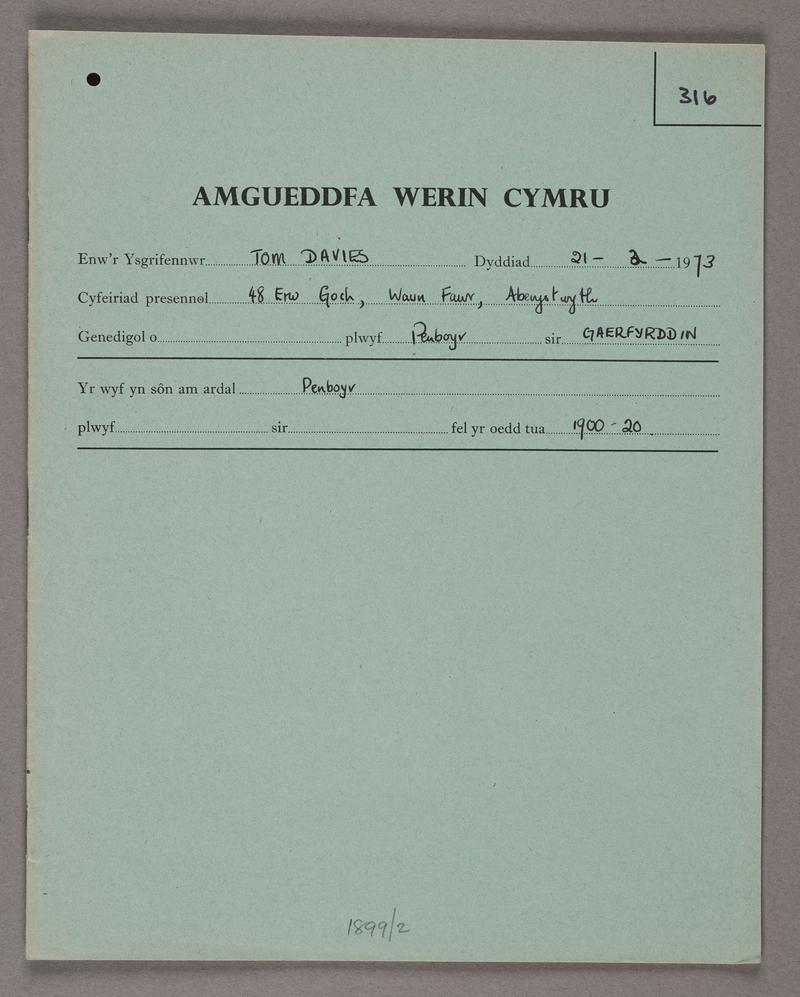 316
AMGUEDDFA WERIN CYMRU
Enw'r Ysgrifennwr TOM DAVIES Dyddiad 21 - 2 - 1973
Cyfeiriad presennol 48 Erw Goch, Waun Fawr, Aberystwyth
Genedigol o plwyf Penboyr sir GAERFYRDDIN
Yr wyf yn sôn am ardal Penboyr
plwyf sir fel yr oedd tua 1900-20
1899/2